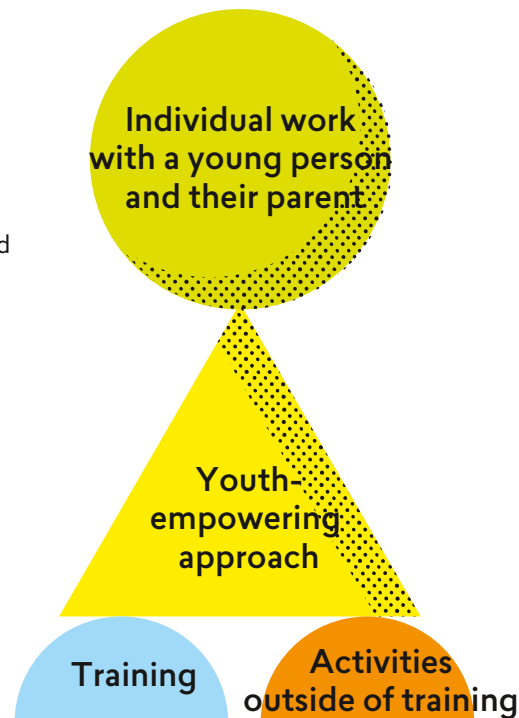 Individual work
with a young person
and their parent
d
Youth-
empowering
approach
Training
Activities
outside of training